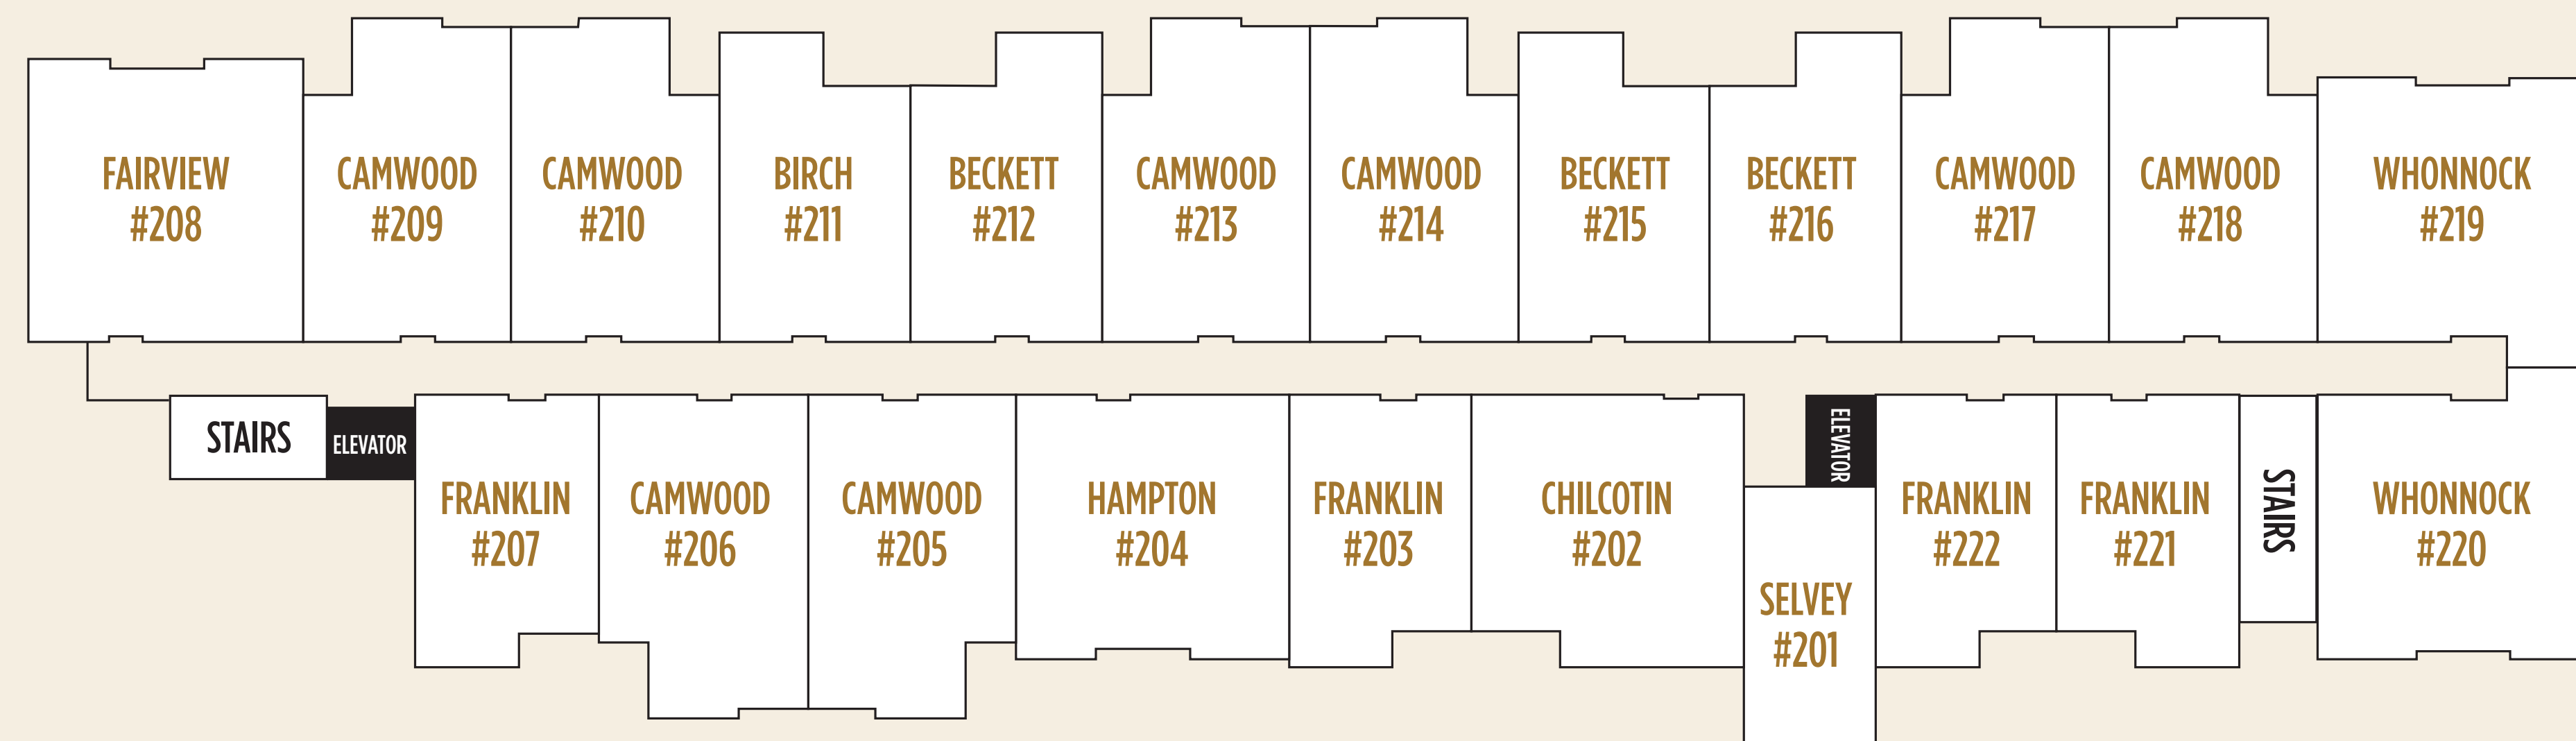 FAIRVIEW
#208
CAMWOOD
#209
CAMWOOD
#210
BIRCH
#211
BECKETT
#212
CAMWOOD
#213
CAMWOOD
#214
BECKETT
#215
BECKETT
#216
CAMWOOD
#217
CAMWOOD
#218
WHONNOCK
#219
STAIRS
ELEVATOR
FRANKLIN
#207
CAMWOOD
#206
CAMWOOD
#205
HAMPTON
#204
FRANKLIN
#203
CHILCOTIN
#202
ELEVATOR
SELVEY
#201
FRANKLIN
#222
FRANKLIN
#221
STAIRS
WHONNOCK
#220